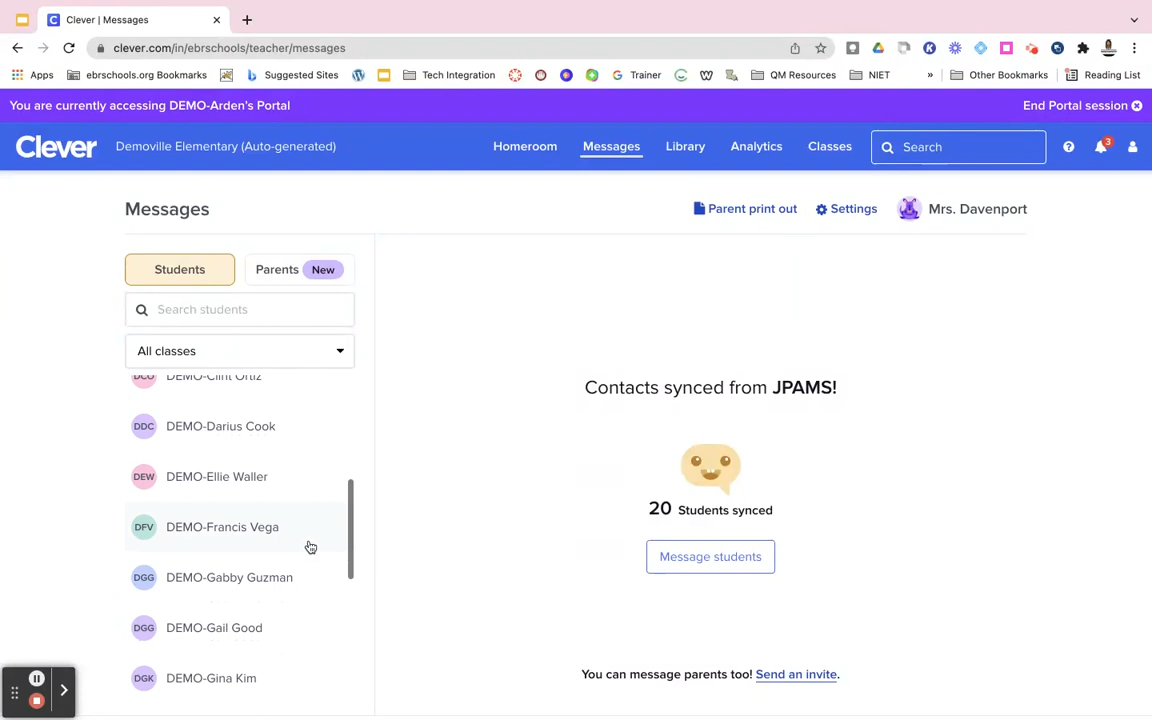 Clever | Messages
clever.com/in/ebrschools/teacher/messages
Apps ebrschools.org Bookmarks Suggested Sites Tech Integration Trainer QM Resources NIET » Other Bookmarks Reading List
You are currently accessing DEMO-Arden's Portal End Portal session
Clever Demoville Elementary (Auto-generated) Homeroom Messages Library Analytics Classes Search 3
Messages Parent print out Settings Mrs. Davenport
Students Parents New
Search students
All classes
DCO DEMO-Clint Ortiz
DDC DEMO-Darius Cook
DEW DEMO-Ellie Waller
DFV DEMO-Francis Vega
DGG DEMO-Gabby Guzman
DGG DEMO-Gail Good
DGK DEMO-Gina Kim
Contacts synced from JPAMS!
20 Students synced
Message students
You can message parents too! Send an invite.